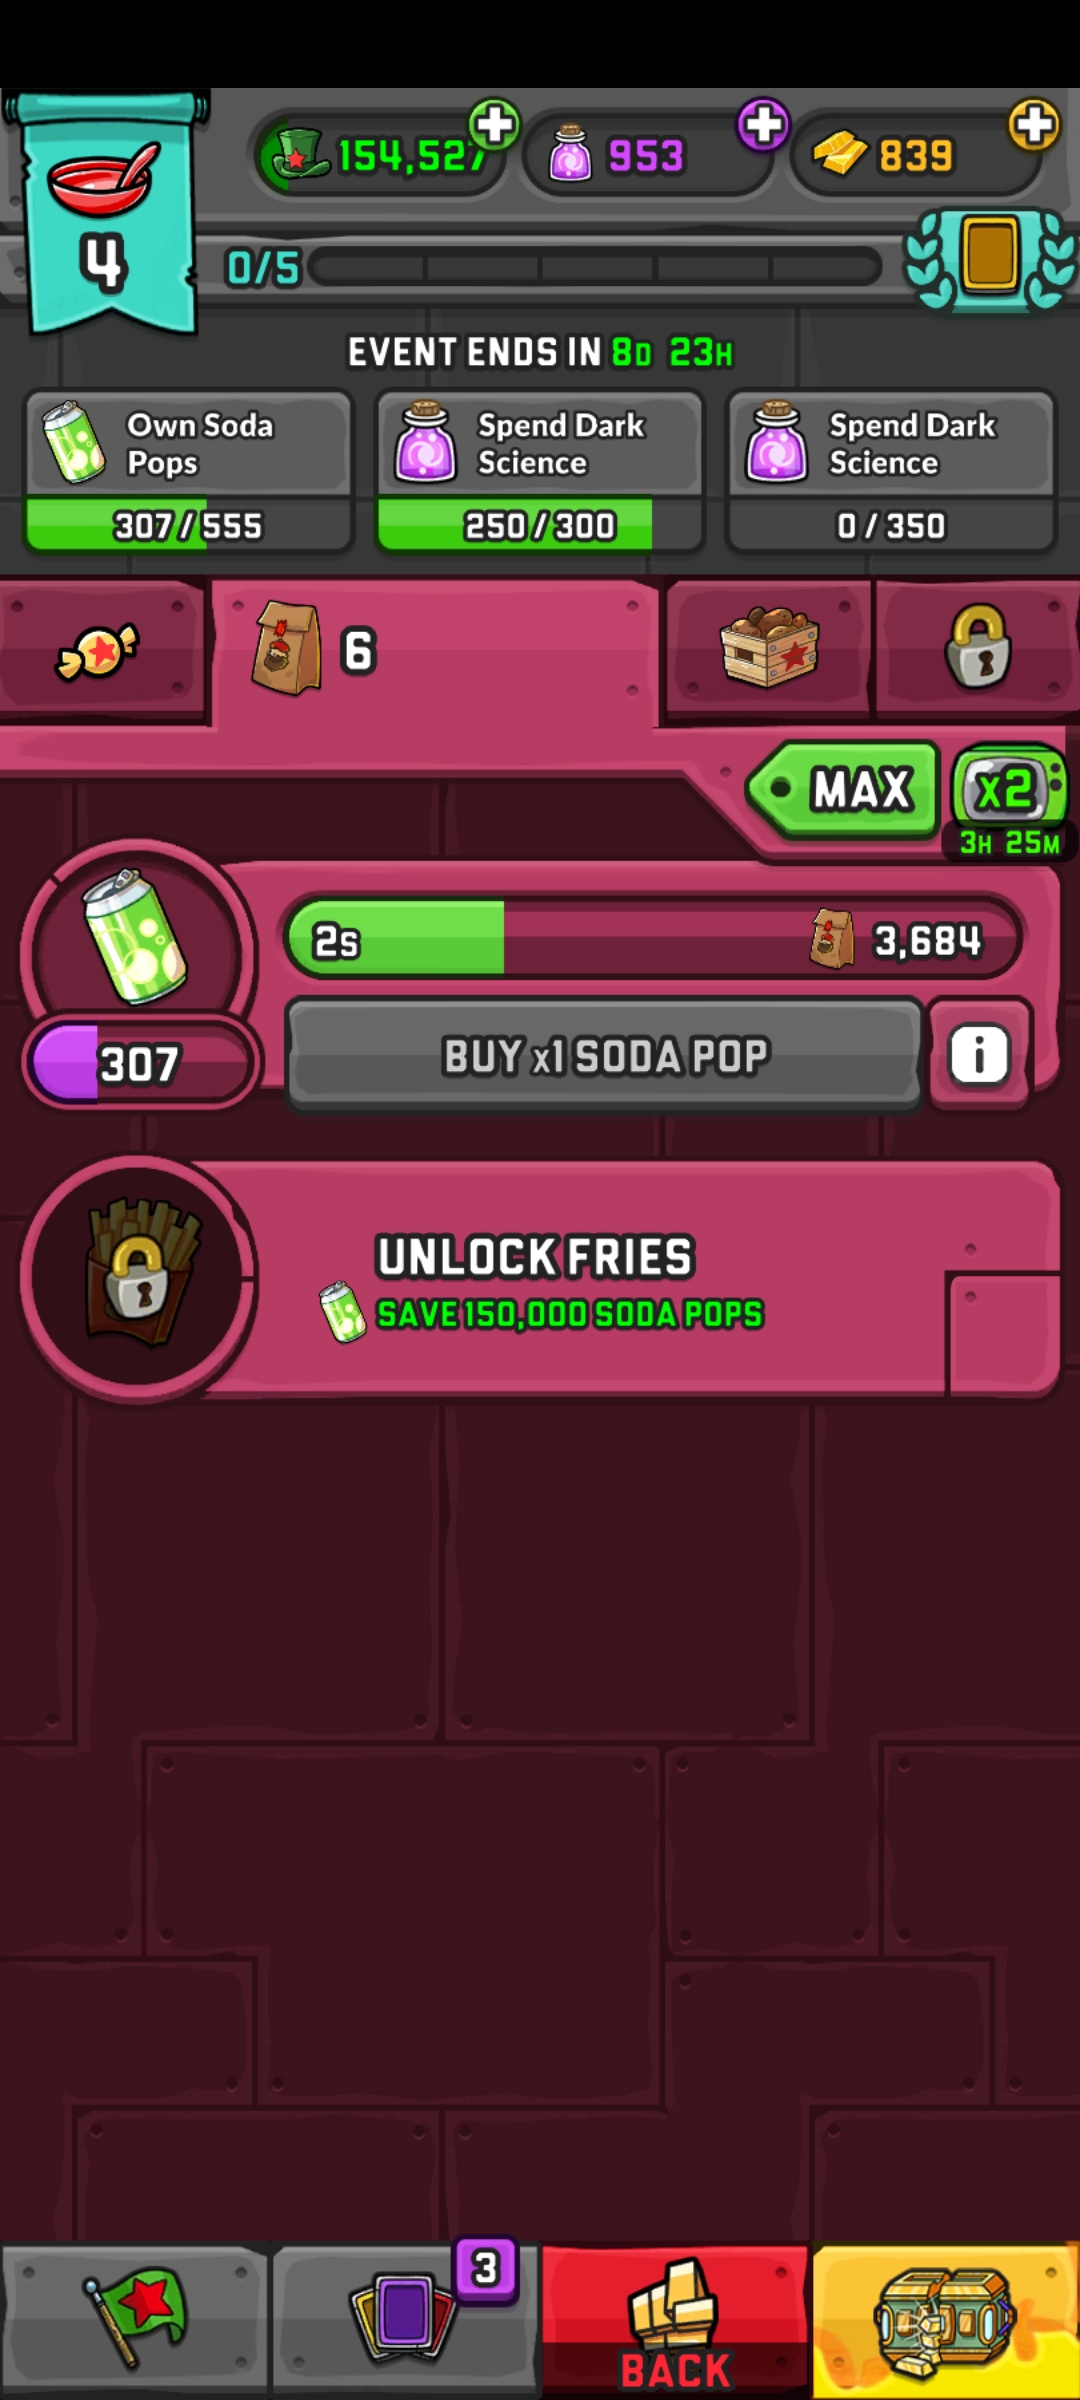 4
154,527
953
839
0/5
EVENT ENDS IN 8D 23H
Own Soda
Pops
307/555
Spend Dark
Science
250/300
Spend Dark
Science
0/350
6
MAX
x2
3H 25M
2s
3,684
307
BUY x1 SODA POP
i
UNLOCK FRIES
SAVE 150,000 SODA POPS
3
BACK